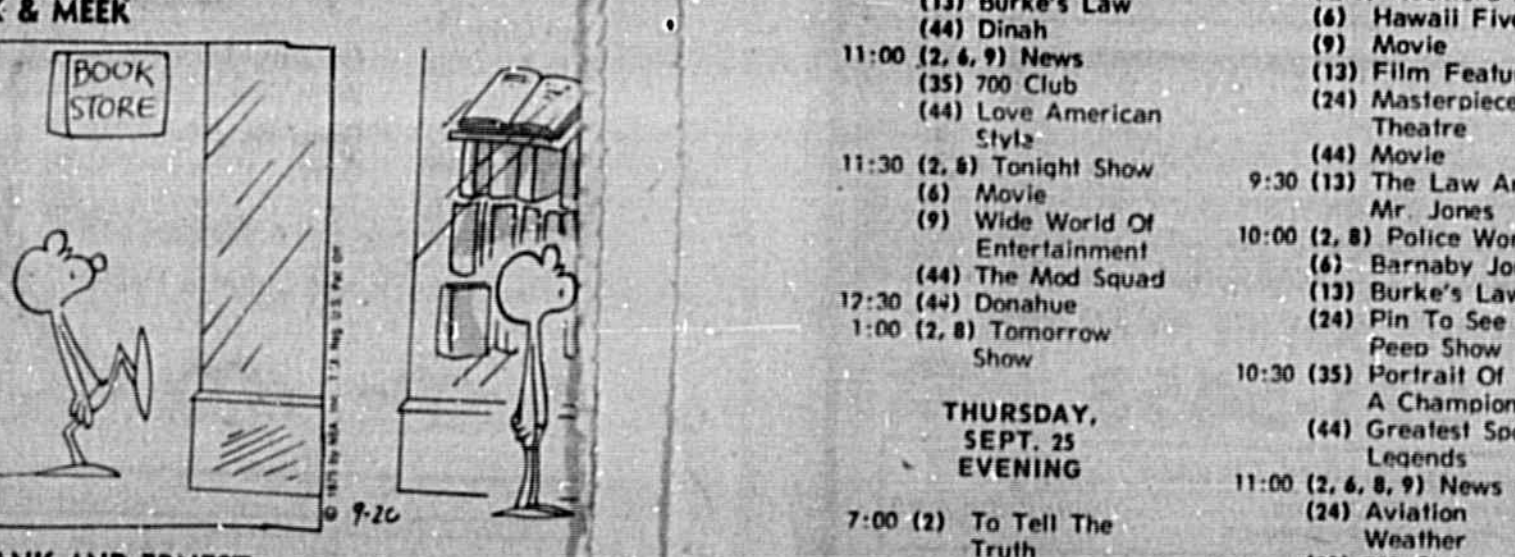 & MEEK
BOOK
STORE
9-20
(13) Burke's Law
(44) Dinah
11:00 (2, 6, 9) News
(35) 700 Club
(44) Love American
Style
11:30 (2, 8) Tonight Show
(6) Movie
(9) Wide World Of
Entertainment
(44) The Mod Squad
12:30 (44) Donahue
1:00 (2, 8) Tomorrow
Show
THURSDAY,
SEPT. 25
EVENING
7:00 (2) To Tell The
Truth
(6) Hawaii Five
(9) Movie
(13) Film Featu
(24) Masterpiece
Theatre
(44) Movie
9:30 (13) The Law A
Mr. Jones
10:00 (2, 8) Police Wo
(6) Barnaby Jo
(13) Burke's Law
(24) Pin To See
Peep Show
10:30 (35) Portrait Of
A Champion
(44) Greatest Spo
Legends
11:00 (2, 6, 8, 9) News
(24) Aviation
Weather